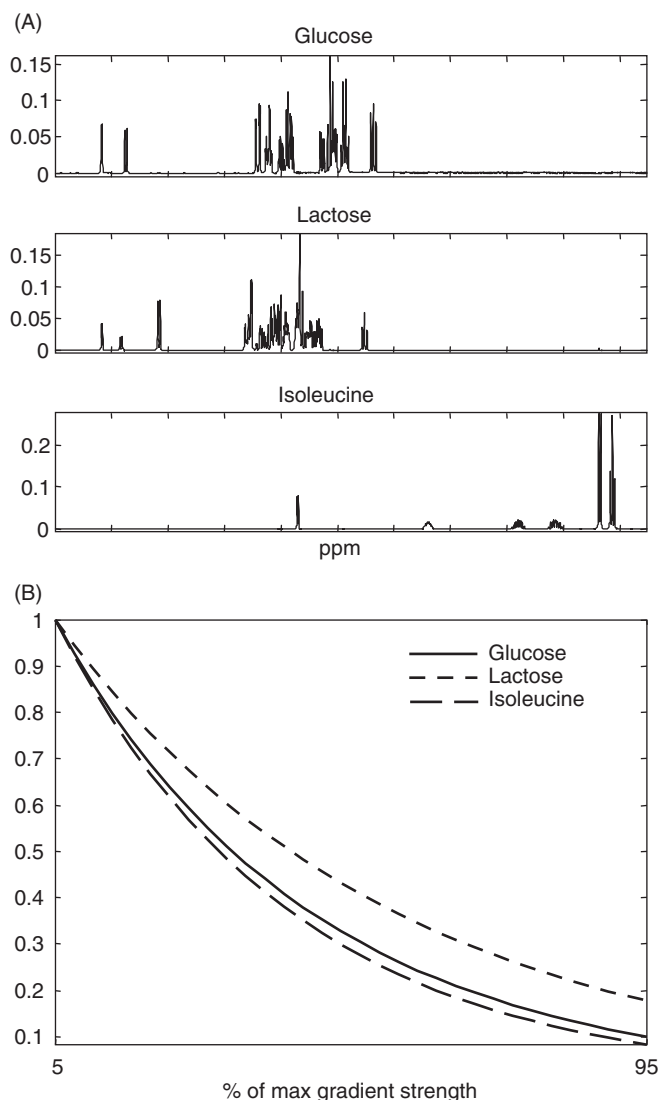 (A)
Glucose
0.15
0.1
0.05
0
Lactose
0.15
0.1
0.05
0
Isoleucine
0.2
0.1
0
ppm
(B)
1
0.9
0.8
0.7
0.6
0.5
0.4
0.3
0.2
0.1
Glucose
Lactose
Isoleucine
5
95
% of max gradient strength